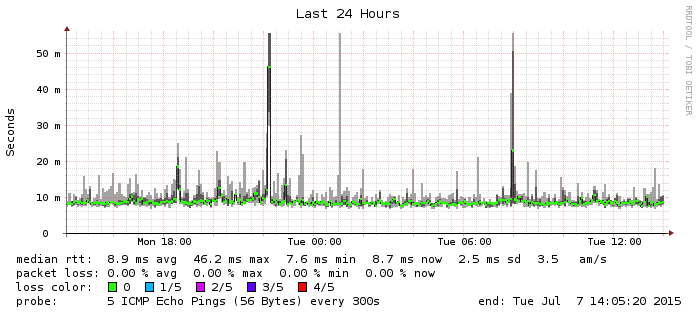 Last 24 Hours
RRDTOOL / TOBI OETIKER
Seconds
50 m
40 m
30 m
20 m
10 m
0
Mon 18:00 Tue 00:00 Tue 06:00 Tue 12:00
median rtt: 8.9 ms avg 46.2 ms max 7.6 ms min 8.7 ms now 2.5 ms sd 3.5 am/s
packet loss: 0.00 % avg 0.00 % max 0.00 % min 0.00 % now
loss color: 0 1/5 2/5 3/5 4/5
probe: 5 ICMP Echo Pings (56 Bytes) every 300s end: Tue Jul 7 14:05:20 2015